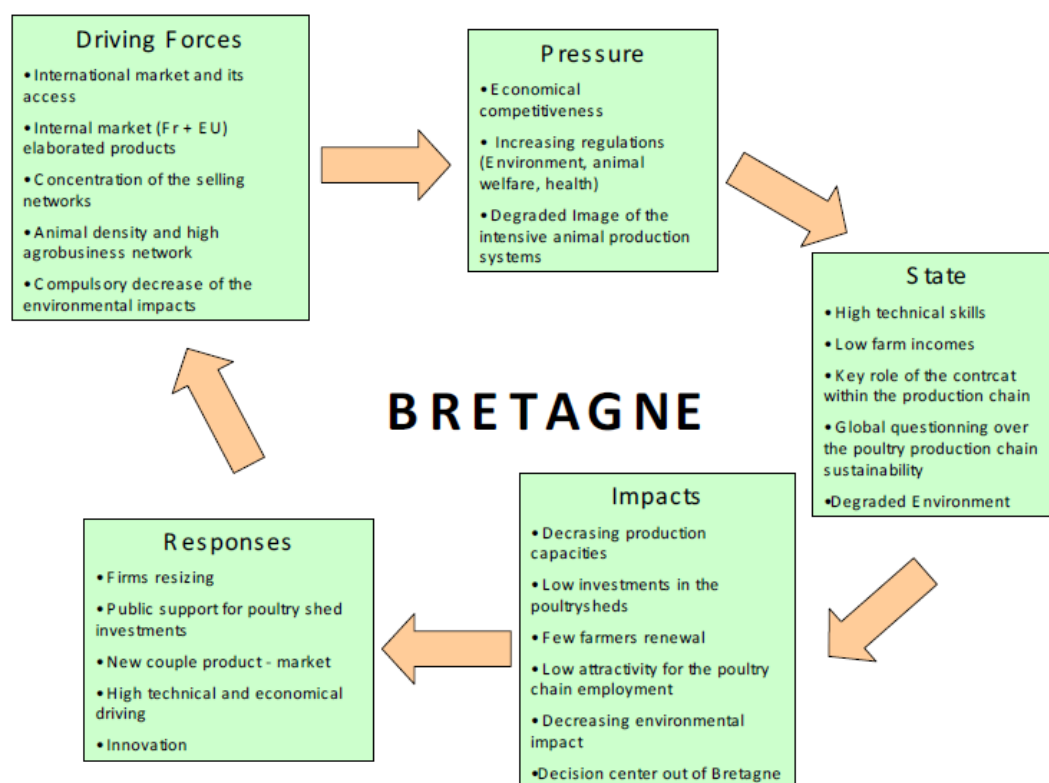 Driving Forces
• International market and its
access
• Internal market (Fr + EU)
elaborated products
• Concentration of the selling
networks
• Animal density and high
agrobusiness network
• Compulsory decrease of the
environmental impacts
Pressure
• Economical
competitiveness
• Increasing regulations
(Environment, animal
welfare, health)
• Degraded Image of the
intensive animal production
systems
State
• High technical skills
• Low farm incomes
• Key role of the contrcat
within the production chain
• Global questionning over
the poultry production chain
sustainability
• Degraded Environment
BRETAGNE
Impacts
• Decrasing production
capacities
• Low investments in the
poultrysheds
• Few farmers renewal
• Low attractivity for the poultry
chain employment
• Decreasing environmental
impact
• Decision center out of Bretagne
Responses
• Firms resizing
• Public support for poultry shed
investments
• New couple product - market
• High technical and economical
driving
• Innovation